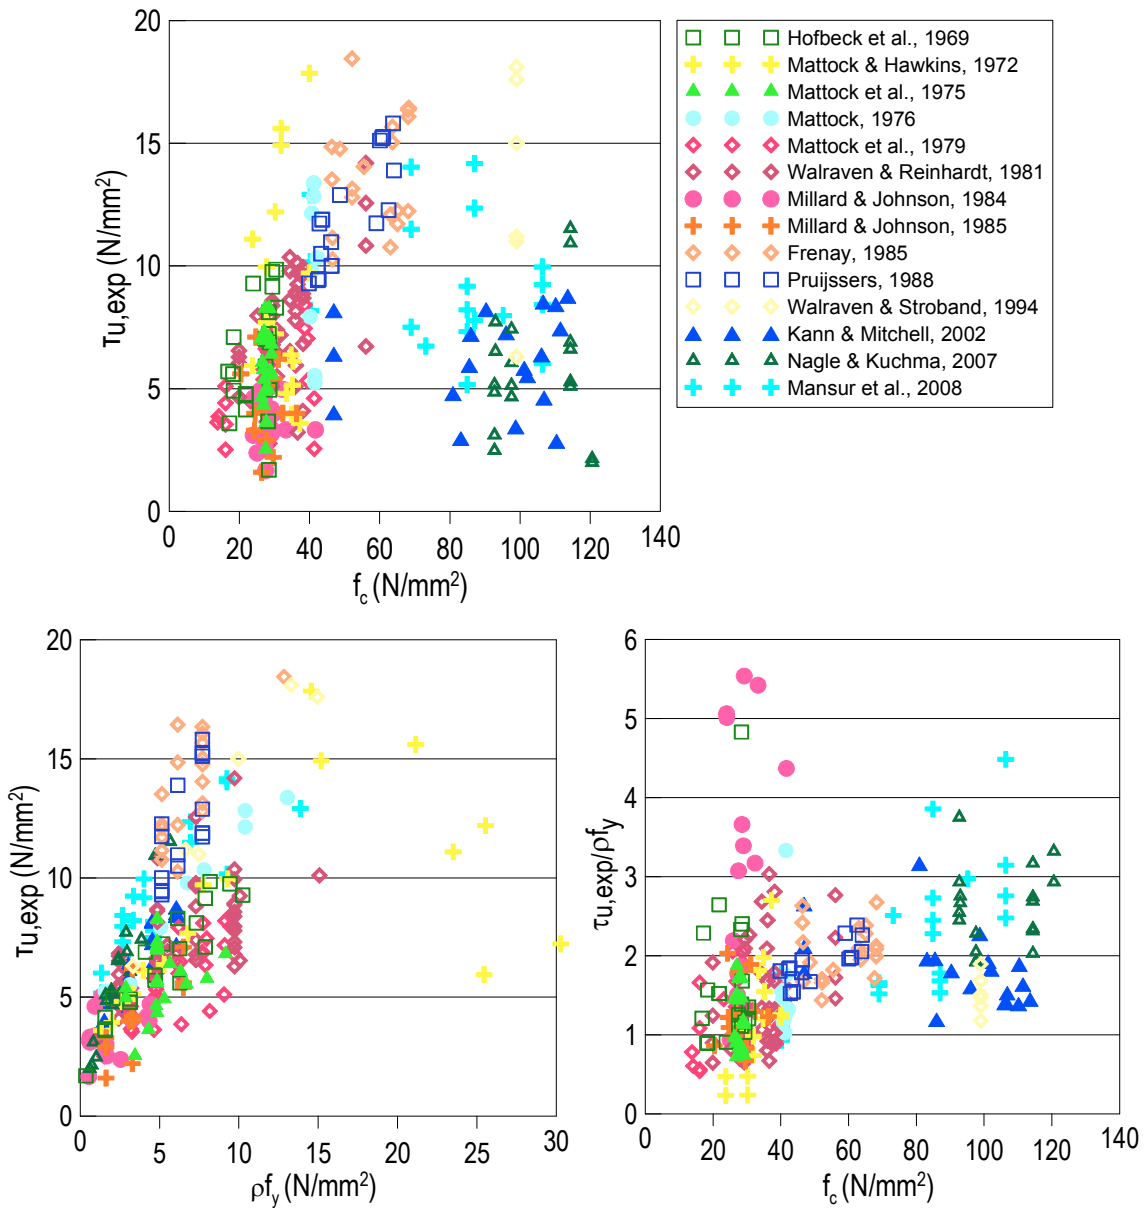 20
15
10
5
0
τu,exp (N/mm²)
0 20 40 60 80 100 120 140
f_c (N/mm²)
Hofbeck et al., 1969
Mattock & Hawkins, 1972
Mattock et al., 1975
Mattock, 1976
Mattock et al., 1979
Walraven & Reinhardt, 1981
Millard & Johnson, 1984
Millard & Johnson, 1985
Frenay, 1985
Pruijssers, 1988
Walraven & Stroband, 1994
Kann & Mitchell, 2002
Nagle & Kuchma, 2007
Mansur et al., 2008
20
15
10
5
0
τu,exp (N/mm²)
0 5 10 15 20 25 30
ρf_y (N/mm²)
6
5
4
3
2
1
0
τu,exp/ρf_y
0 20 40 60 80 100 120 140
f_c (N/mm²)